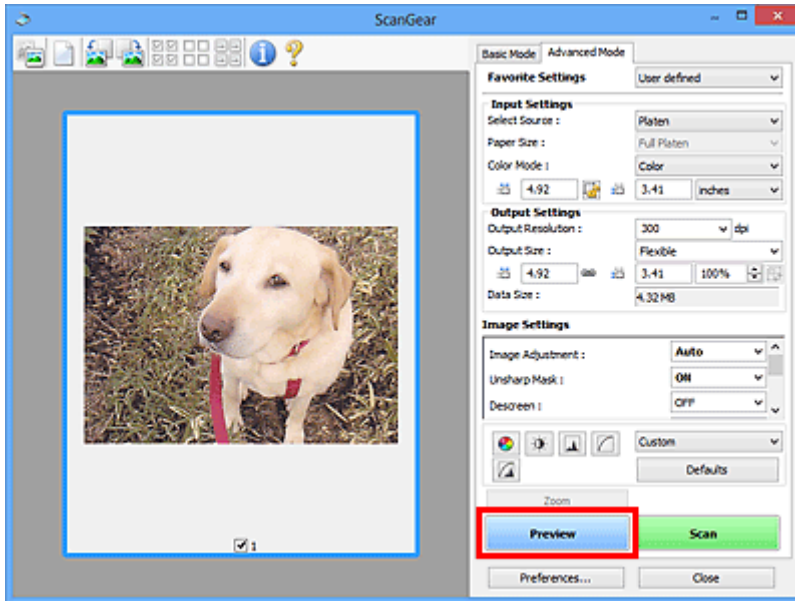 ScanGear
Basic Mode Advanced Mode
Favorite Settings User defined
Input Settings
Select Source : Platen
Paper Size : Full Platen
Color Mode : Color
4.92 3.41 inches
Output Settings
Output Resolution : 300 dpi
Output Size : Flexible
4.92 3.41 100%
Data Size : 4.32 MB
Image Settings
Image Adjustment : Auto
Unsharp Mask : ON
Descreen : OFF
Custom
Defaults
Zoom
Preview Scan
1
Preferences... Close